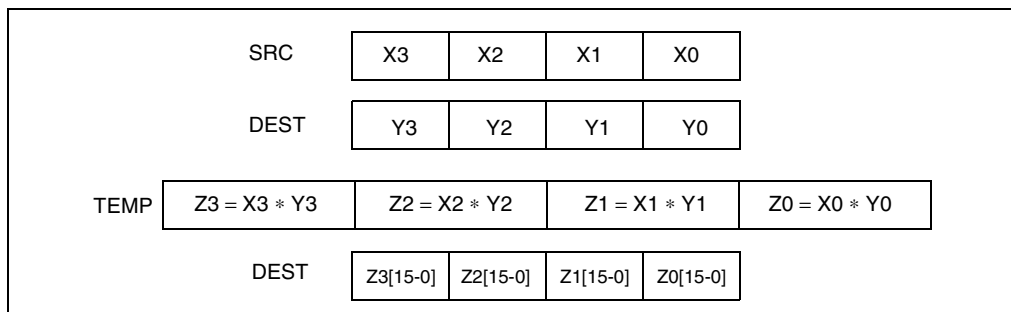 SRC X3 X2 X1 X0
DEST Y3 Y2 Y1 Y0
TEMP Z3 = X3 ∗ Y3 Z2 = X2 ∗ Y2 Z1 = X1 ∗ Y1 Z0 = X0 ∗ Y0
DEST Z3[15-0] Z2[15-0] Z1[15-0] Z0[15-0]